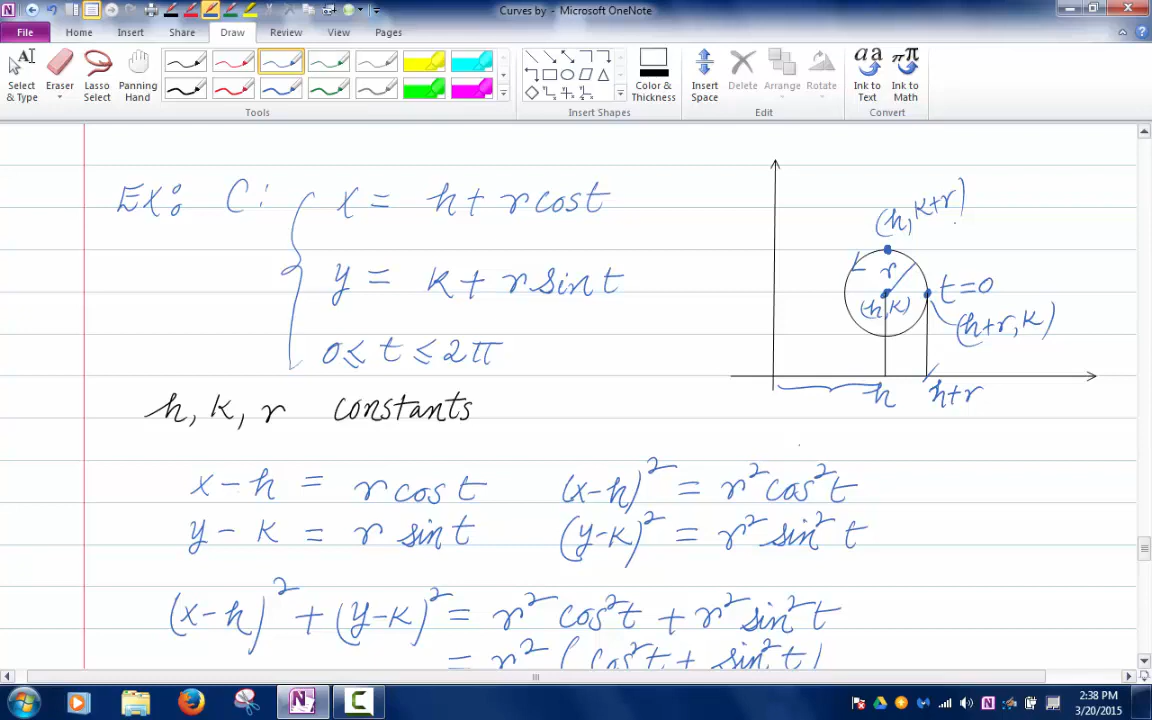 Curves by - Microsoft OneNote
File Home Insert Share Draw Review View Pages
Select & Type Eraser Lasso Select Panning Hand Color & Thickness Insert Space Delete Arrange Rotate Ink to Text Ink to Math
Tools Insert Shapes Edit Convert
Ex: C: x = h + r cos t
y = k + r sin t
0 ≤ t ≤ 2π
(h, k+r)
r
t=0
(h, k)
(h+r, k)
h h+r
h, k, r constants
x - h = r cos t (x-h)² = r² cos² t
y - k = r sin t (y-k)² = r² sin² t
(x-h)² + (y-k)² = r² cos² t + r² sin² t
= r² (cos² t + sin² t)
2:38 PM
3/20/2015